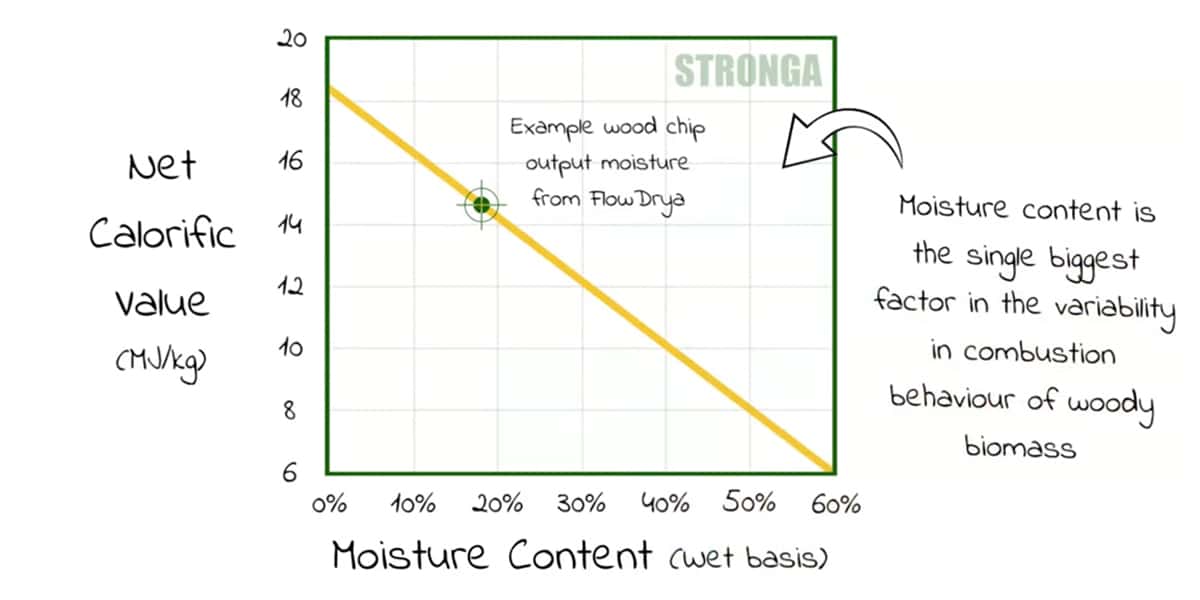 20
STRONGA
18
Example wood chip
output moisture
from FlowDrya
16
14
12
10
8
6
Net
Calorific
Value
(MJ/kg)
0% 10% 20% 30% 40% 50% 60%
Moisture Content (wet basis)
Moisture content is
the single biggest
factor in the variability
in combustion
behaviour of woody
biomass